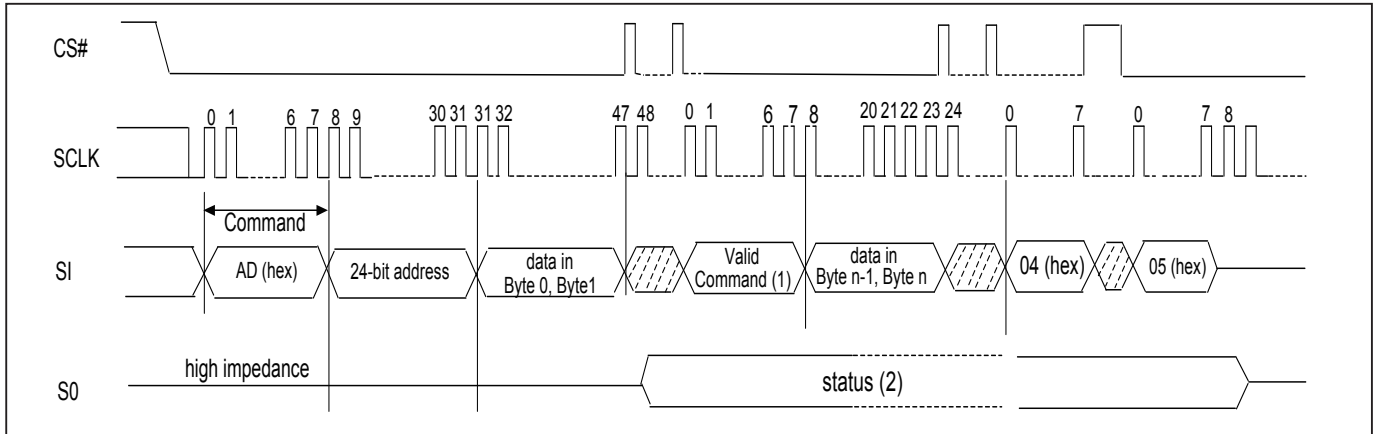 CS#
0 1 6 7 8 9 30 31 31 32 47 48 0 1 6 7 8 20 21 22 23 24 0 7 0 7 8
SCLK
Command
SI
AD (hex)
24-bit address
data in
Byte 0, Byte1
Valid
Command (1)
data in
Byte n-1, Byte n
04 (hex)
05 (hex)
high impedance
S0
status (2)